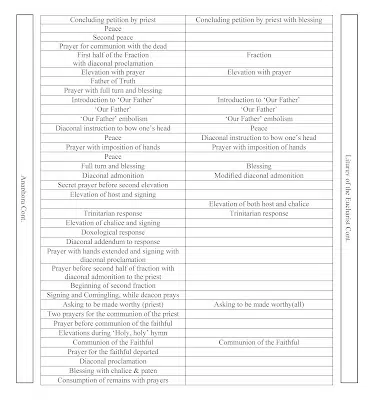 Concluding petition by priest
Concluding petition by priest with blessing
Peace
Second peace
Prayer for communion with the dead
First half of the Fraction
with diaconal proclamation
Fraction
Elevation with prayer
Elevation with prayer
Father of Truth
Prayer with full turn and blessing
Introduction to ‘Our Father’
Introduction to ‘Our Father’
‘Our Father’
‘Our Father’
‘Our Father’ embolism
‘Our Father’ embolism
Diaconal instruction to bow one's head
Peace
Peace
Diaconal instruction to bow one's head
Prayer with imposition of hands
Prayer with imposition of hands
Peace
Full turn and blessing
Blessing
Diaconal admonition
Modified diaconal admonition
Secret prayer before second elevation
Elevation of host and signing
Elevation of both host and chalice
Trinitarian response
Trinitarian response
Elevation of chalice and signing
Doxological response
Diaconal addendum to response
Prayer with hands extended and signing with
diaconal proclamation
Prayer before second half of fraction with
diaconal admonition to the priest
Beginning of second fraction
Signing and Comingling, while deacon prays
Asking to be made worthy (priest)
Asking to be made worthy(all)
Two prayers for the communion of the priest
Prayer before communion of the faithful
Elevations during ‘Holy, holy’ hymn
Communion of the Faithful
Communion of the Faithful
Prayer for the faithful departed
Diaconal proclamation
Blessing with chalice & paten
Consumption of remains with prayers
Anaphora Cont.
Liturgy of the Eucharist Cont.